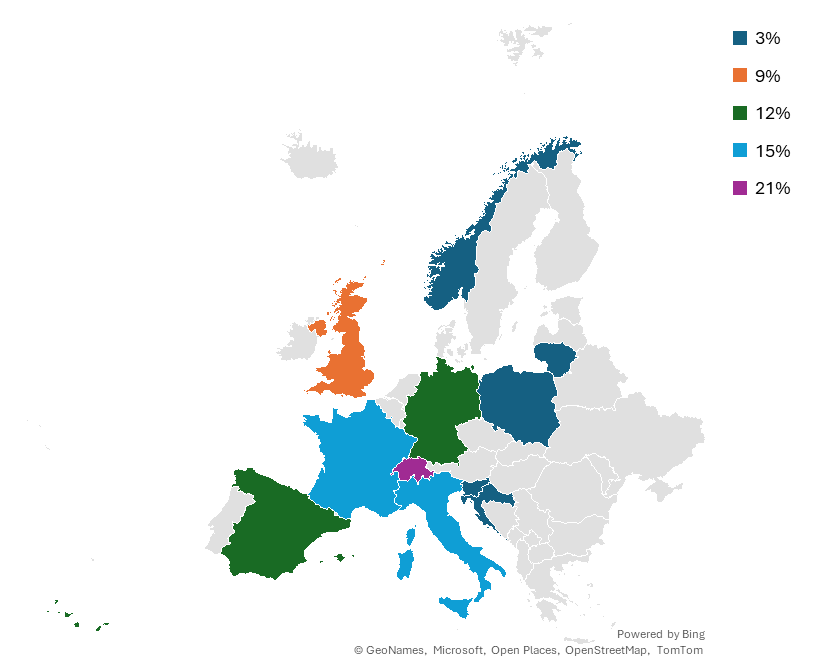 3%
9%
12%
15%
21%
Powered by Bing
© GeoNames, Microsoft, Open Places, OpenStreetMap, TomTom